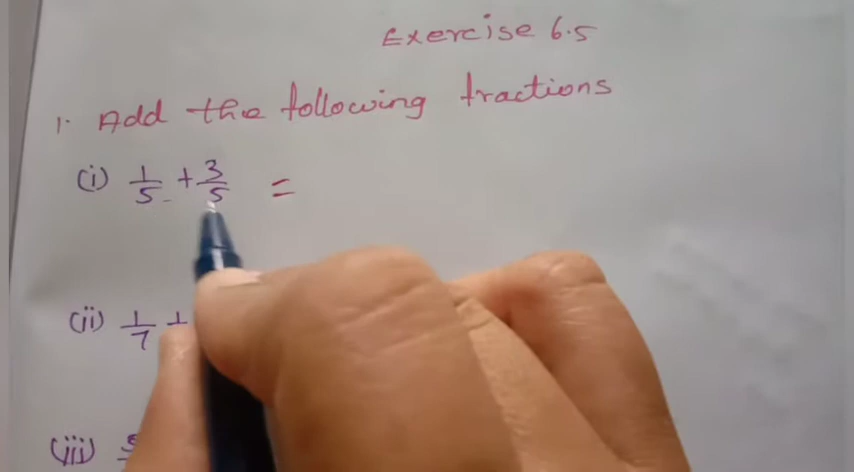 Exercise 6.5
1. Add the following fractions
(i) 1/5 + 3/5 =
(ii) 1/7 +
(iii)